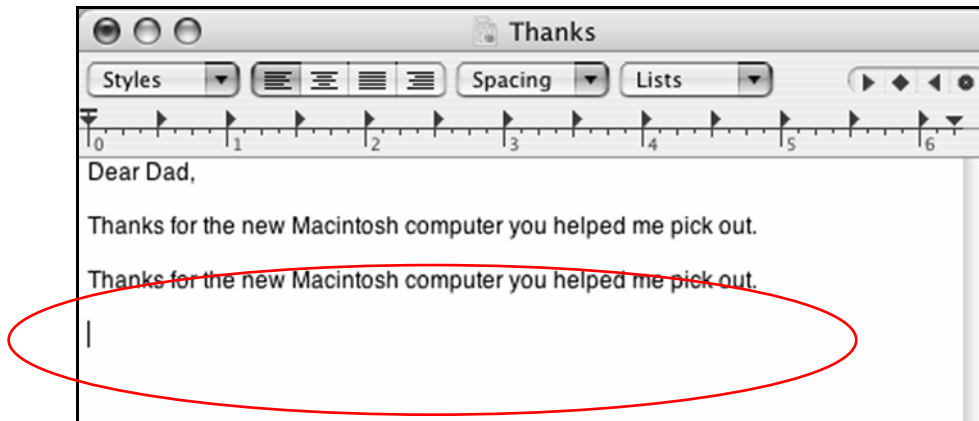 Thanks
Styles Spacing Lists
0 1 2 3 4 5 6
Dear Dad,
Thanks for the new Macintosh computer you helped me pick out.
Thanks for the new Macintosh computer you helped me pick out.